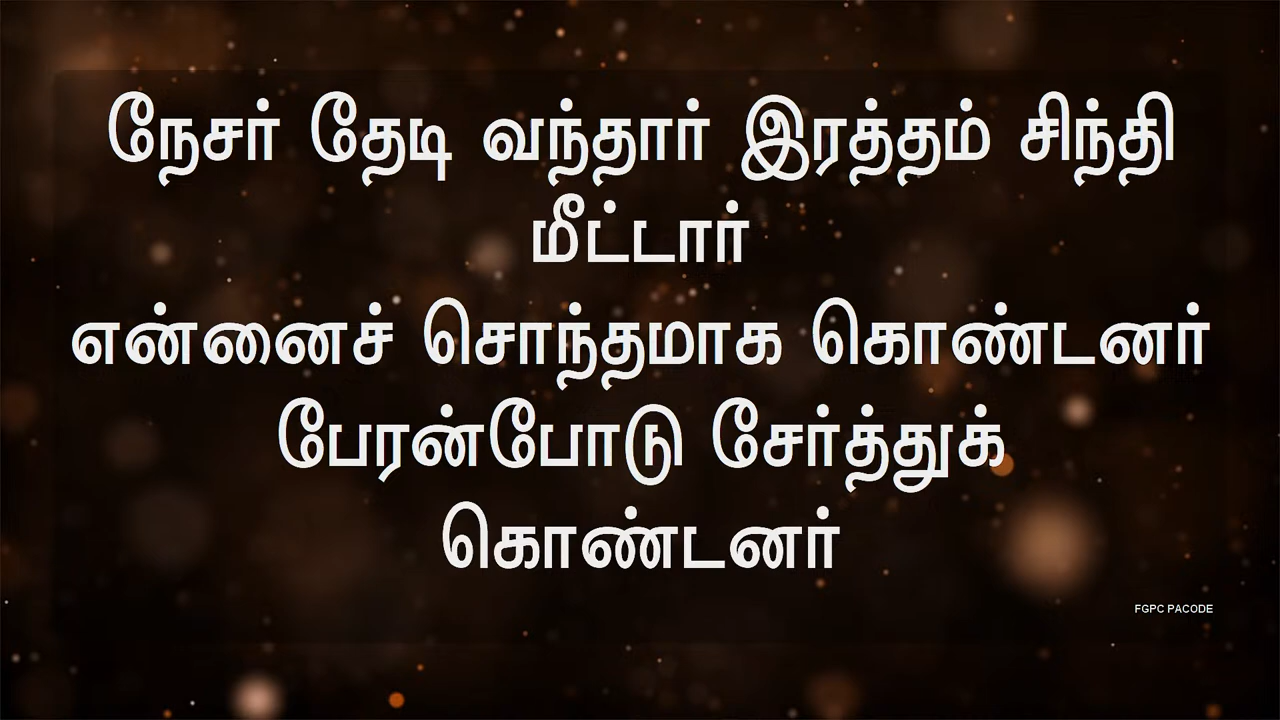 நேசர் தேடி வந்தார் இரத்தம் சிந்தி
மீட்டார்
என்னைச் சொந்தமாக கொண்டனர்
பேரன்போடு சேர்த்துக்
கொண்டனர்
FGPC PACODE